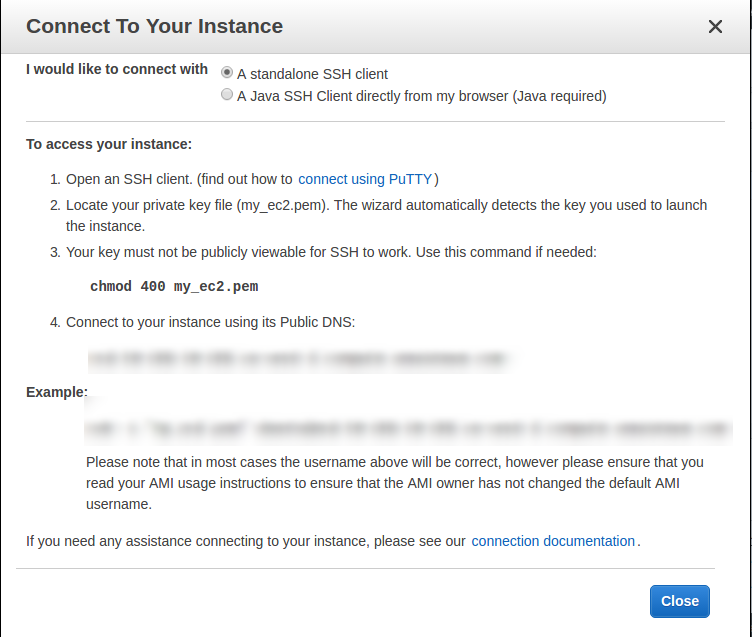 Connect To Your Instance
I would like to connect with
A standalone SSH client
A Java SSH Client directly from my browser (Java required)
To access your instance:
1. Open an SSH client. (find out how to connect using PuTTY)
2. Locate your private key file (my_ec2.pem). The wizard automatically detects the key you used to launch
the instance.
3. Your key must not be publicly viewable for SSH to work. Use this command if needed:
chmod 400 my_ec2.pem
4. Connect to your instance using its Public DNS:
Example:
Please note that in most cases the username above will be correct, however please ensure that you
read your AMI usage instructions to ensure that the AMI owner has not changed the default AMI
username.
If you need any assistance connecting to your instance, please see our connection documentation.
Close